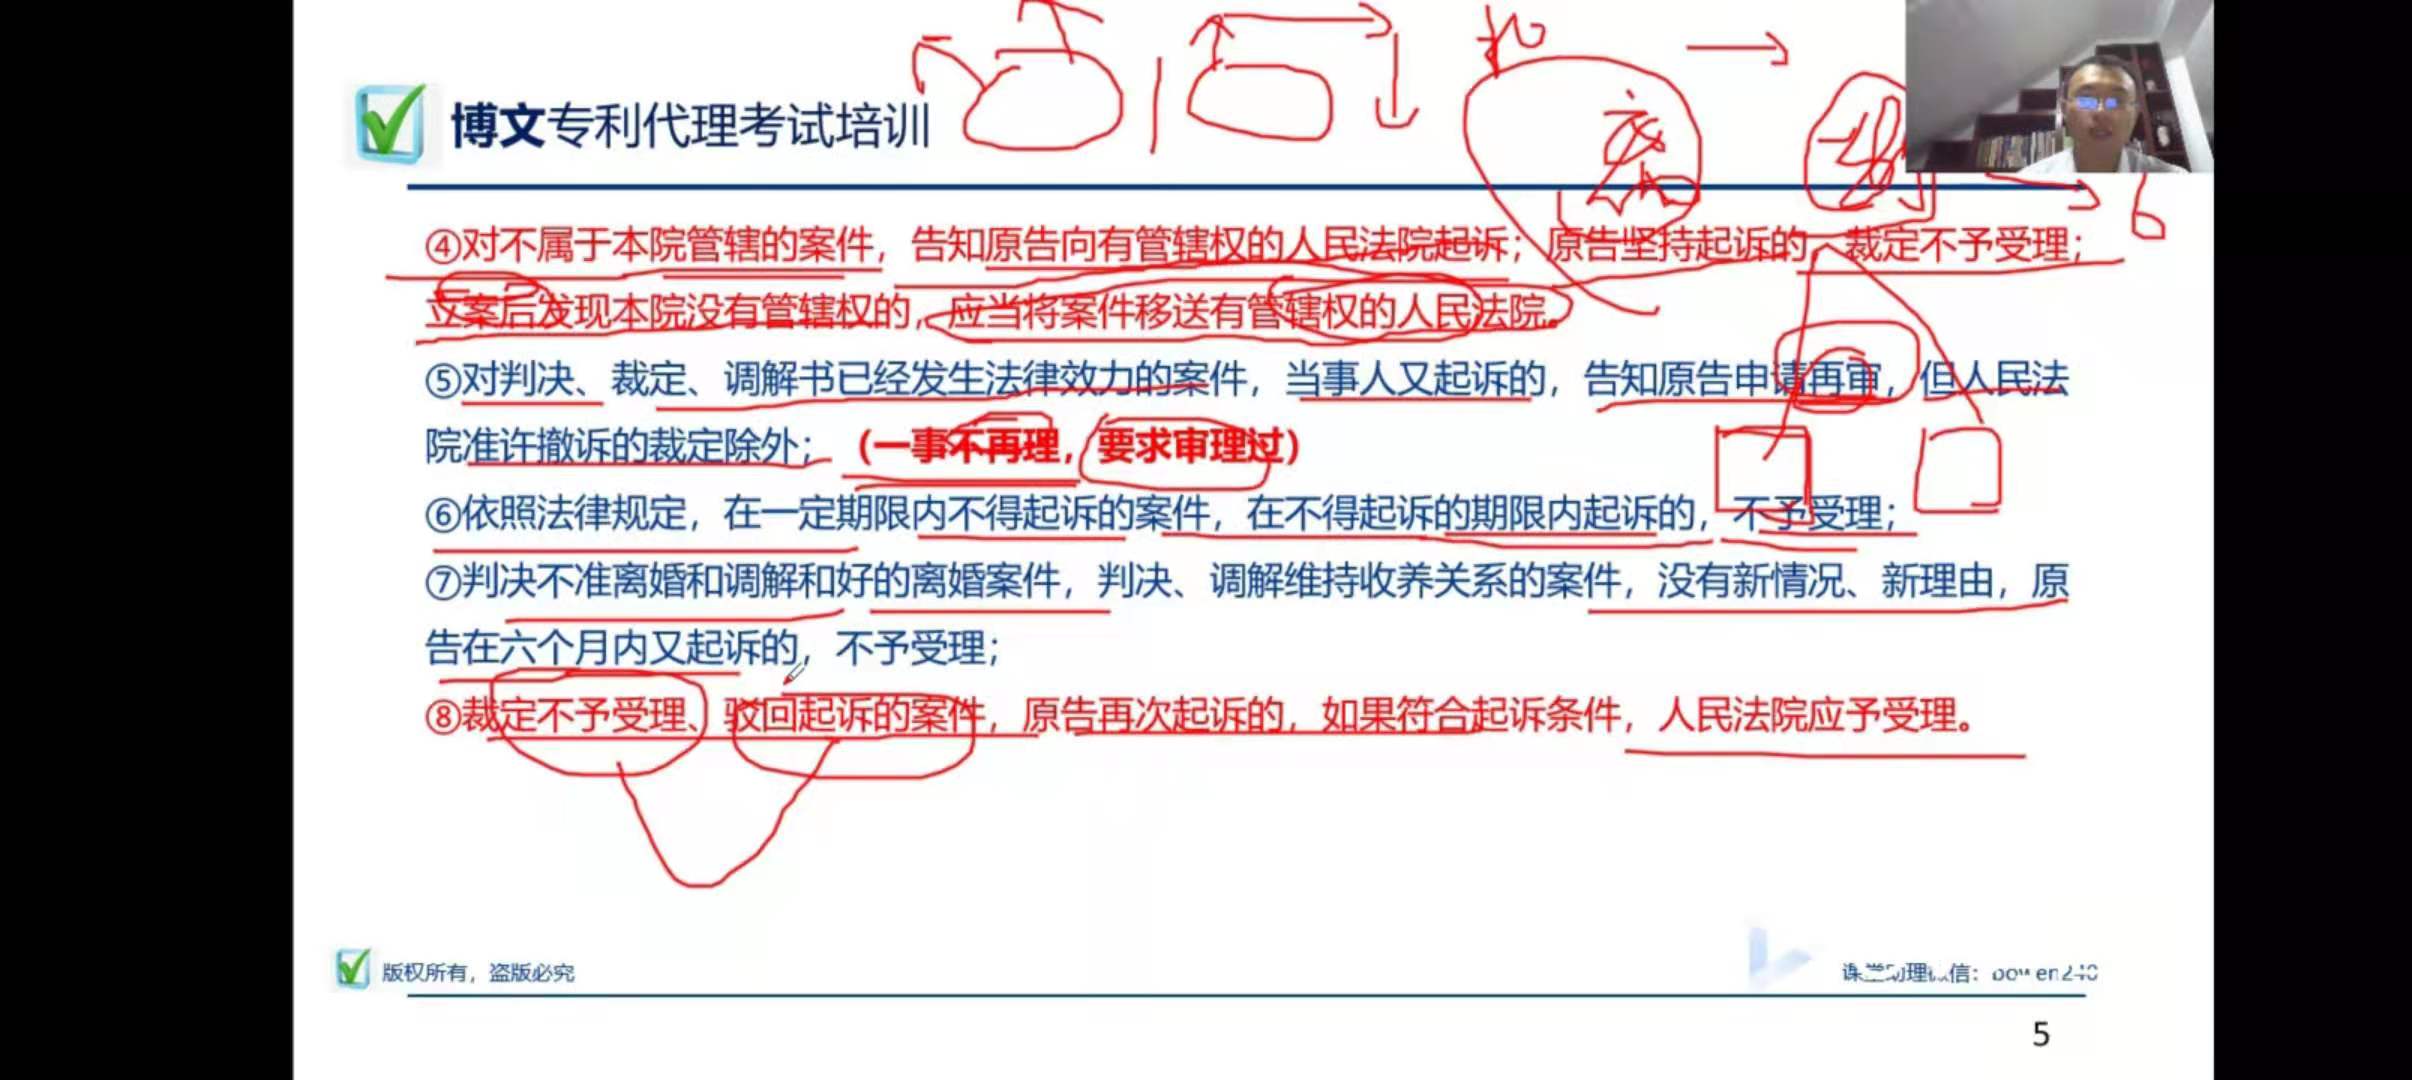 博文专利代理考试培训
④对不属于本院管辖的案件，告知原告向有管辖权的人民法院起诉；原告坚持起诉的，裁定不予受理；
立案后发现本院没有管辖权的，应当将案件移送有管辖权的人民法院。
⑤对判决、裁定、调解书已经发生法律效力的案件，当事人又起诉的，告知原告申请再审，但人民法
院准许撤诉的裁定除外；（一事不再理，要求审理过）
⑥依照法律规定，在一定期限内不得起诉的案件，在不得起诉的期限内起诉的，不予受理；
⑦判决不准离婚和调解和好的离婚案件，判决、调解维持收养关系的案件，没有新情况、新理由，原
告在六个月内又起诉的，不予受理；
⑧裁定不予受理、驳回起诉的案件，原告再次起诉的，如果符合起诉条件，人民法院应予受理。
版权所有，盗版必究
5